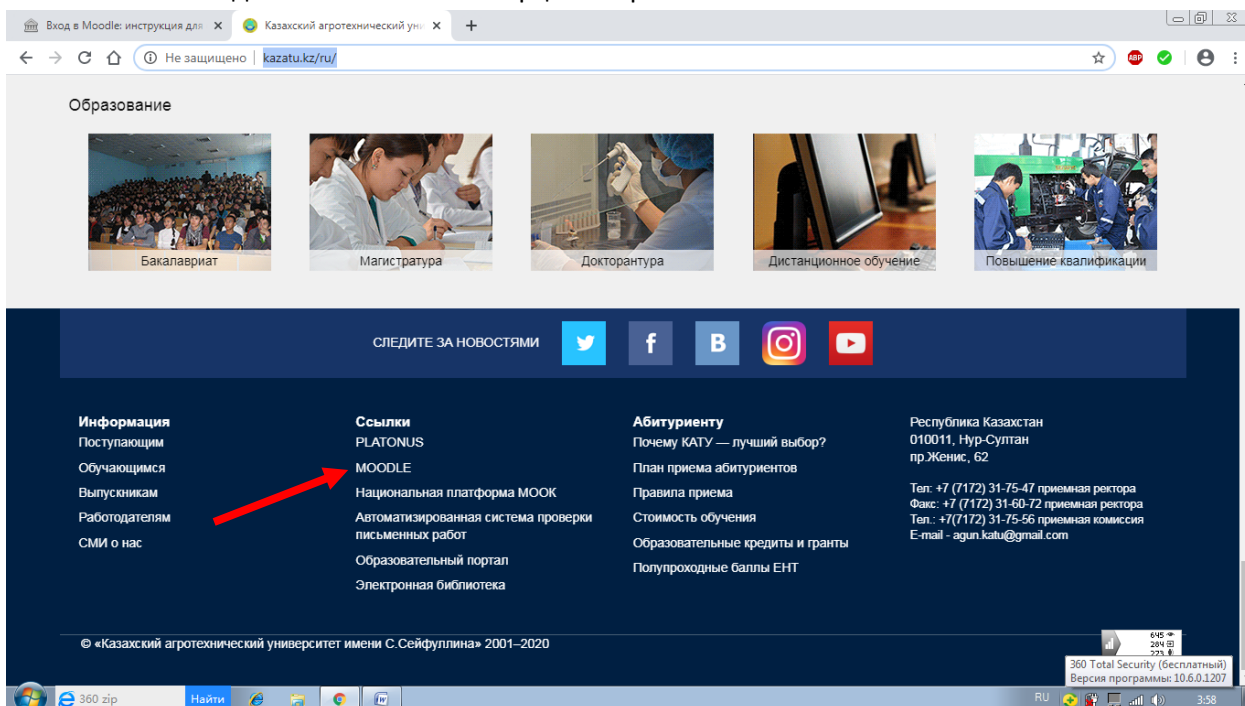 Вход в Moodle: инструкция для
Казахский агротехнический уни
Не защищено
kazatu.kz/ru/
ABP
Образование
Бакалавриат
Магистратура
Докторантура
Дистанционное обучение
Повышение квалификации
СЛЕДИТЕ ЗА НОВОСТЯМИ
Информация
Поступающим
Обучающимся
Выпускникам
Работодателям
СМИ о нас
Ссылки
PLATONUS
MOODLE
Национальная платформа МООК
Автоматизированная система проверки
письменных работ
Образовательный портал
Электронная библиотека
Абитуриенту
Почему КАТУ — лучший выбор?
План приема абитуриентов
Правила приема
Стоимость обучения
Образовательные кредиты и гранты
Полупроходные баллы ЕНТ
Республика Казахстан
010011, Нур-Султан
пр.Женис, 62
Тел: +7 (7172) 31-75-47 приемная ректора
Факс: +7 (7172) 31-60-72 приемная ректора
Тел.: +7(7172) 31-75-56 приемная комиссия
E-mail - agun.katu@gmail.com
© «Казахский агротехнический университет имени С.Сейфуллина» 2001–2020
645
284
223
360 Total Security (бесплатный)
Версия программы: 10.6.0.1207
360 zip
Найти
RU
3:58